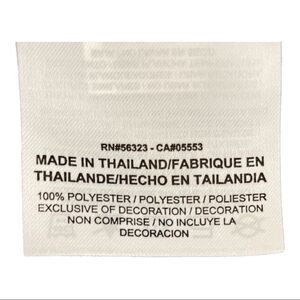 RN#56323 - CA#05553
MADE IN THAILAND/FABRIQUE EN
THAILANDE/HECHO EN TAILANDIA
100% POLYESTER / POLYESTER / POLIESTER
EXCLUSIVE OF DECORATION / DECORATION
NON COMPRISE / NO INCLUYE LA
DECORACION